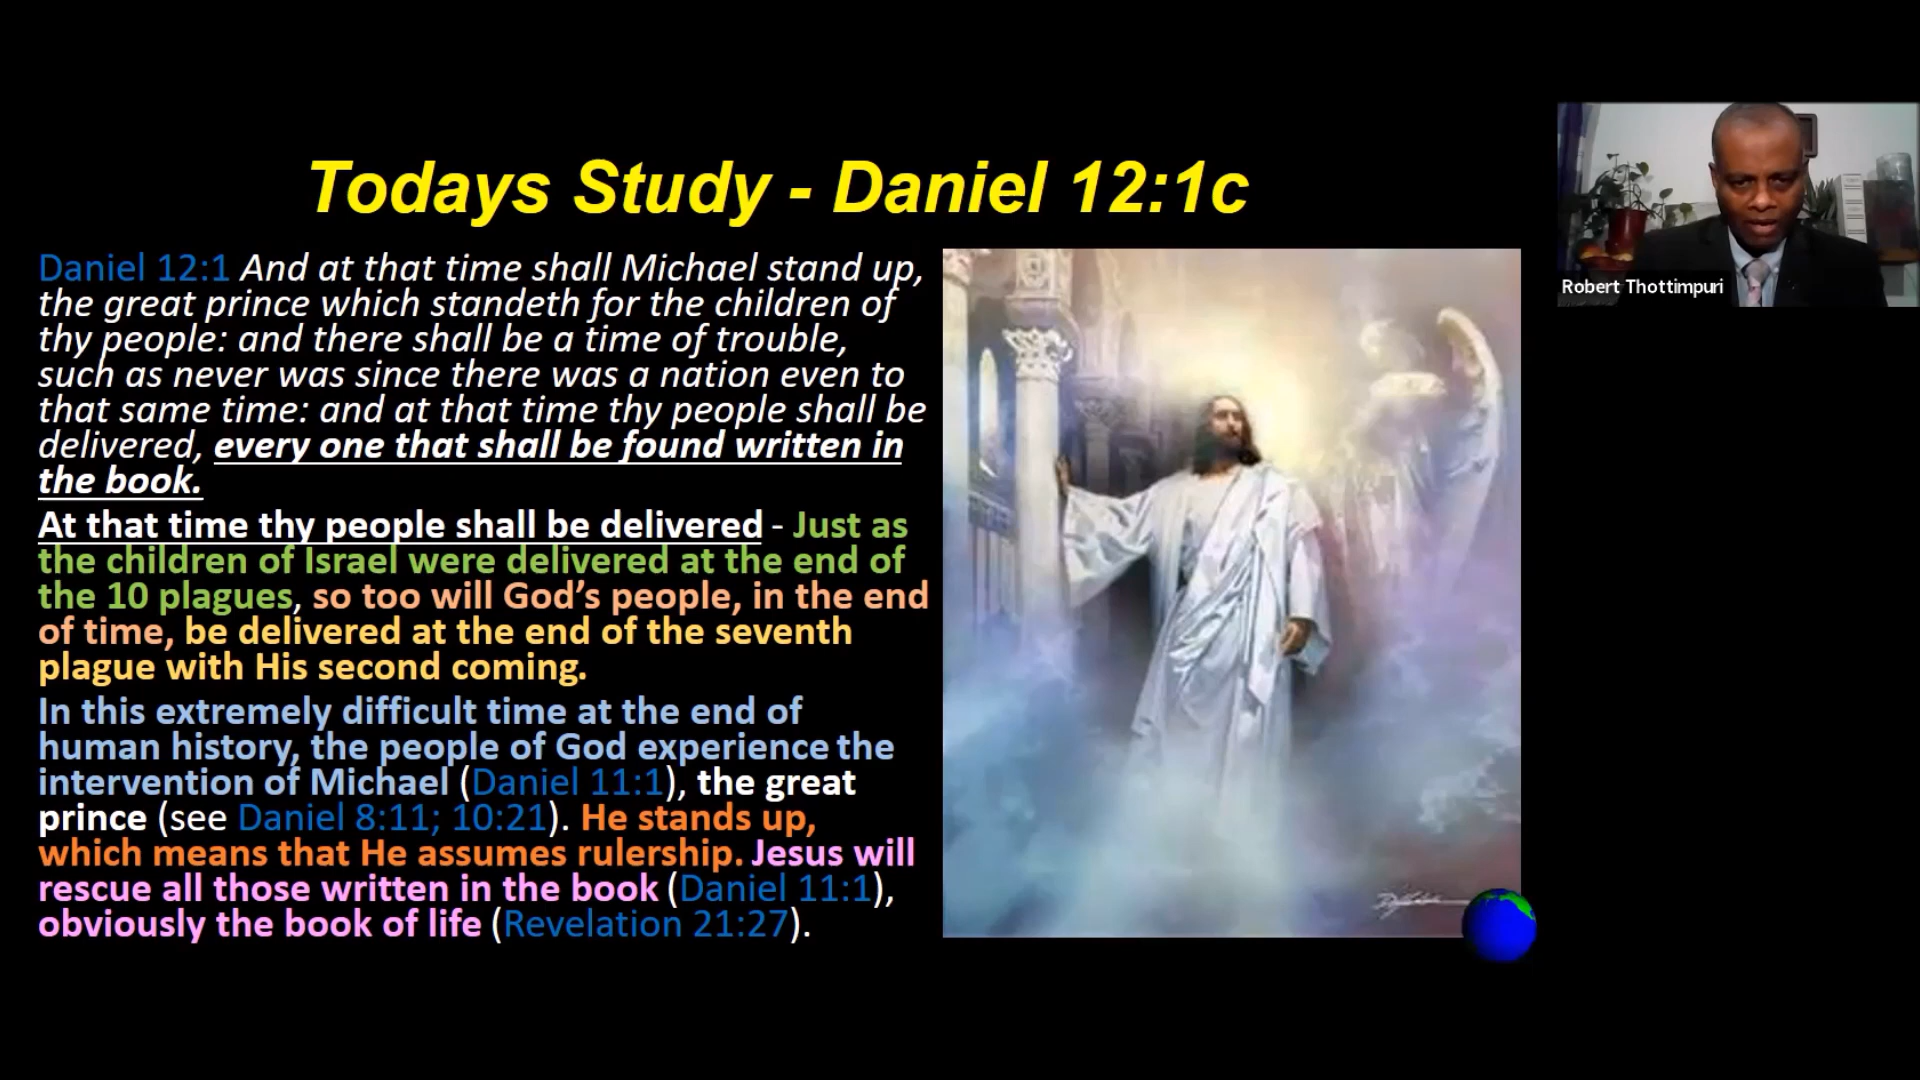 Todays Study - Daniel 12:1c
Daniel 12:1 And at that time shall Michael stand up,
the great prince which standeth for the children of
thy people: and there shall be a time of trouble,
such as never was since there was a nation even to
that same time: and at that time thy people shall be
delivered, every one that shall be found written in
the book.
At that time thy people shall be delivered - Just as
the children of Israel were delivered at the end of
the 10 plagues, so too will God’s people, in the end
of time, be delivered at the end of the seventh
plague with His second coming.
In this extremely difficult time at the end of
human history, the people of God experience the
intervention of Michael (Daniel 11:1), the great
prince (see Daniel 8:11; 10:21). He stands up,
which means that He assumes rulership. Jesus will
rescue all those written in the book (Daniel 11:1),
obviously the book of life (Revelation 21:27).
Robert Thottimpuri